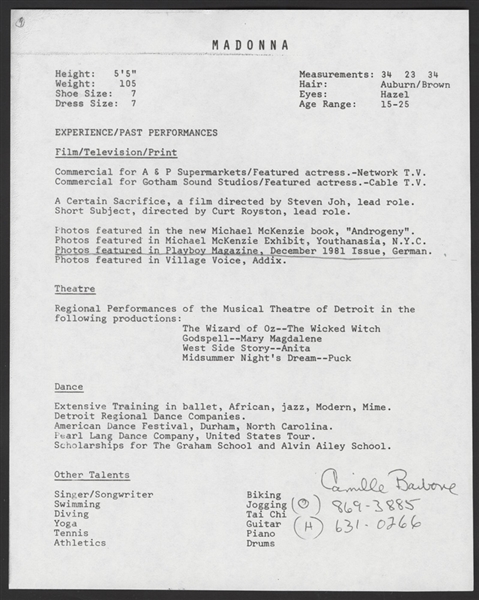 MADONNA
Height: 5'5" Measurements: 34 23 34
Weight: 105 Hair: Auburn/Brown
Shoe Size: 7 Eyes: Hazel
Dress Size: 7 Age Range: 15-25
EXPERIENCE/PAST PERFORMANCES
Film/Television/Print
Commercial for A & P Supermarkets/Featured actress.-Network T.V.
Commercial for Gotham Sound Studios/Featured actress.-Cable T.V.
A Certain Sacrifice, a film directed by Steven Joh, lead role.
Short Subject, directed by Curt Royston, lead role.
Photos featured in the new Michael McKenzie book, "Androgeny".
Photos featured in Michael McKenzie Exhibit, Youthanasia, N.Y.C.
Photos featured in Playboy Magazine, December 1981 Issue, German.
Photos featured in Village Voice, Addix.
Theatre
Regional Performances of the Musical Theatre of Detroit in the
following productions:
The Wizard of Oz--The Wicked Witch
Godspell--Mary Magdalene
West Side Story--Anita
Midsummer Night's Dream--Puck
Dance
Extensive Training in ballet, African, jazz, Modern, Mime.
Detroit Regional Dance Companies.
American Dance Festival, Durham, North Carolina.
Pearl Lang Dance Company, United States Tour.
Scholarships for The Graham School and Alvin Ailey School.
Other Talents
Singer/Songwriter Biking
Swimming Jogging
Diving Tai Chi
Yoga Guitar
Tennis Piano
Athletics Drums
Camille Barbone
(O) 869-3885
(H) 631-0266